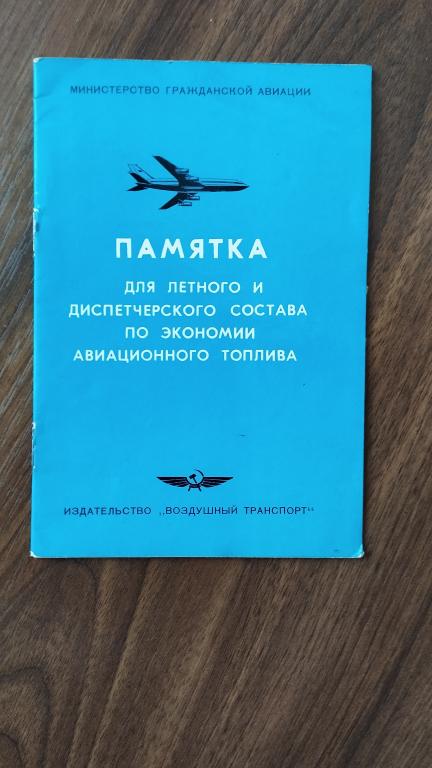 МИНИСТЕРСТВО ГРАЖДАНСКОЙ АВИАЦИИ
ПАМЯТКА
ДЛЯ ЛЕТНОГО И
ДИСПЕТЧЕРСКОГО СОСТАВА
ПО ЭКОНОМИИ
АВИАЦИОННОГО ТОПЛИВА
ИЗДАТЕЛЬСТВО „ВОЗДУШНЫЙ ТРАНСПОРТ“